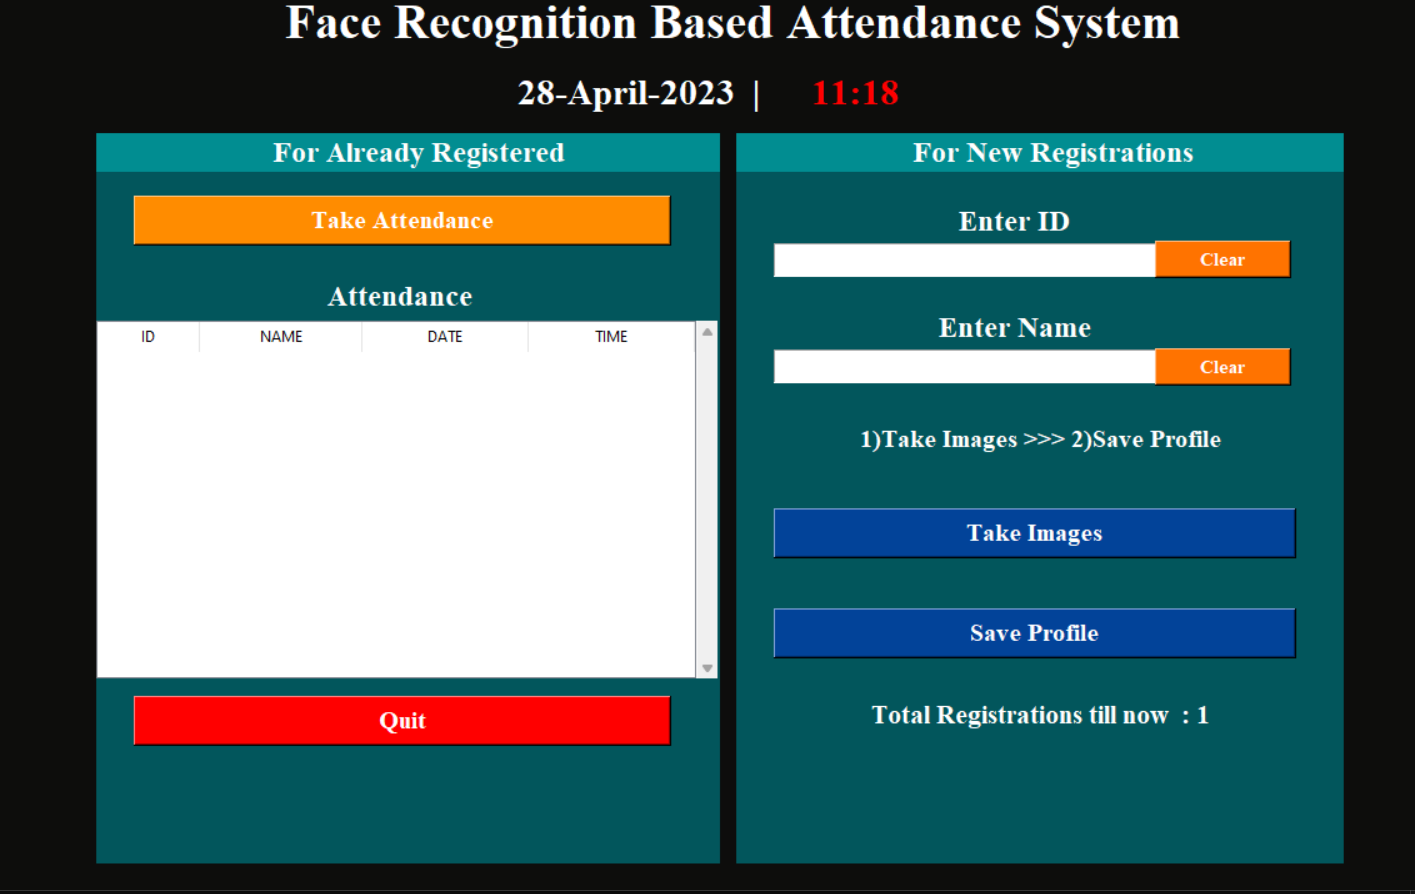 Face Recognition Based Attendance System
28-April-2023 | 11:18
For Already Registered
Take Attendance
Attendance
ID NAME DATE TIME
Quit
For New Registrations
Enter ID
Clear
Enter Name
Clear
1)Take Images >>> 2)Save Profile
Take Images
Save Profile
Total Registrations till now : 1